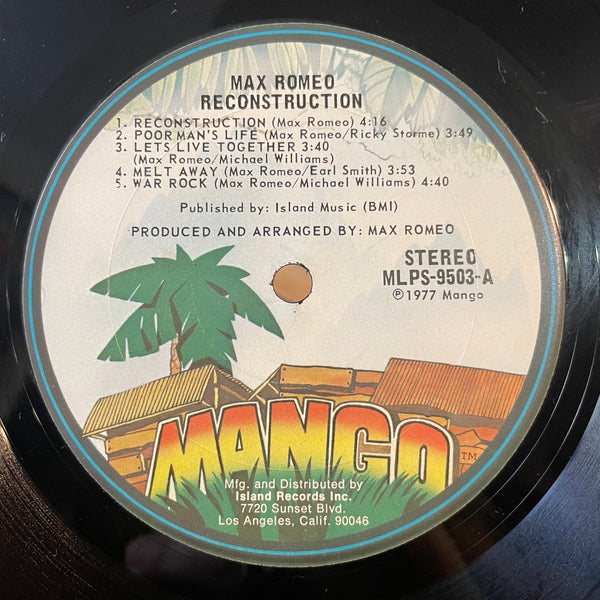 MAX ROMEO
RECONSTRUCTION
1. RECONSTRUCTION (Max Romeo) 4:16
2. POOR MAN'S LIFE (Max Romeo/Ricky Storme) 3:49
3. LETS LIVE TOGETHER 3:40
(Max Romeo/Michael Williams)
4. MELT AWAY (Max Romeo/Earl Smith) 3:53
5. WAR ROCK (Max Romeo/Michael Williams) 4:40
Published by: Island Music (BMI)
PRODUCED AND ARRANGED BY: MAX ROMEO
STEREO
MLPS-9503-A
℗ 1977 Mango
MANGO TM
Mfg. and Distributed by
Island Records Inc.
7720 Sunset Blvd.
Los Angeles, Calif. 90046